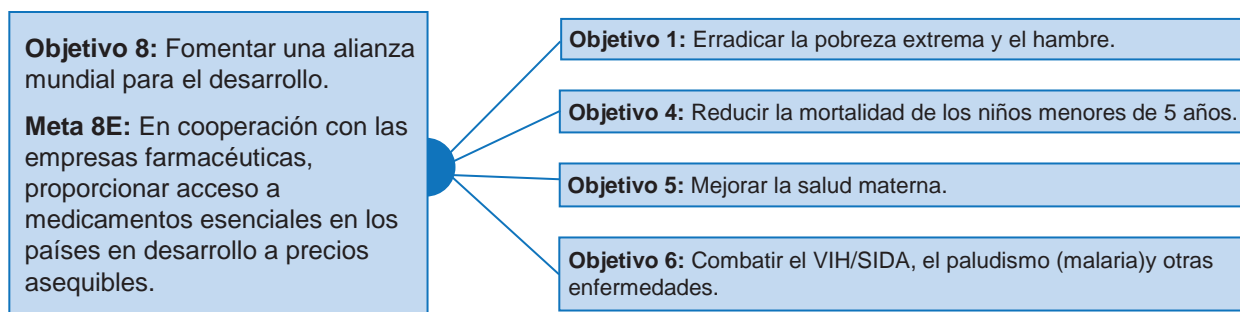 Objetivo 8: Fomentar una alianza
mundial para el desarrollo.
Meta 8E: En cooperación con las
empresas farmacéuticas,
proporcionar acceso a
medicamentos esenciales en los
países en desarrollo a precios
asequibles.
Objetivo 1: Erradicar la pobreza extrema y el hambre.
Objetivo 4: Reducir la mortalidad de los niños menores de 5 años.
Objetivo 5: Mejorar la salud materna.
Objetivo 6: Combatir el VIH/SIDA, el paludismo (malaria)y otras
enfermedades.